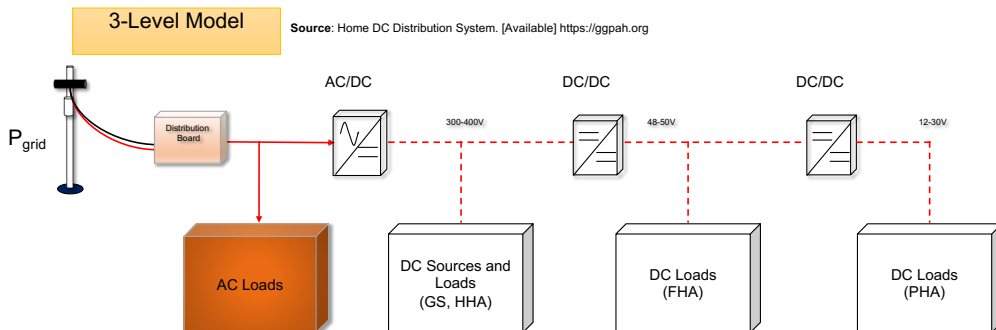 3-Level Model
Source: Home DC Distribution System. [Available] https://ggpah.org
AC/DC
DC/DC
DC/DC
300-400V
48-50V
12-30V
Pgrid
Distribution
Board
AC Loads
DC Sources and
Loads
(GS, HHA)
DC Loads
(FHA)
DC Loads
(PHA)